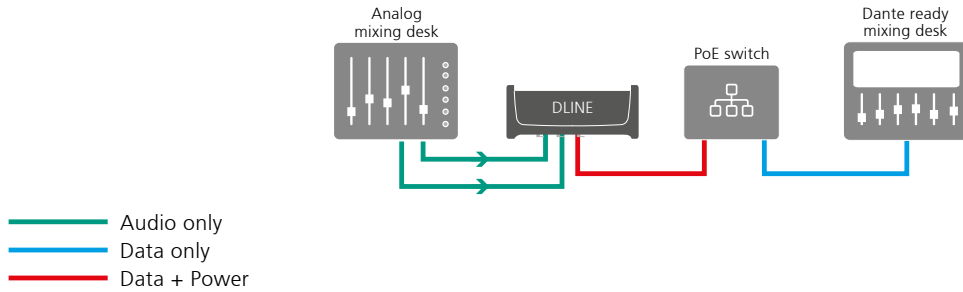 Analog
mixing desk
DLINE
PoE switch
Dante ready
mixing desk
Audio only
Data only
Data + Power